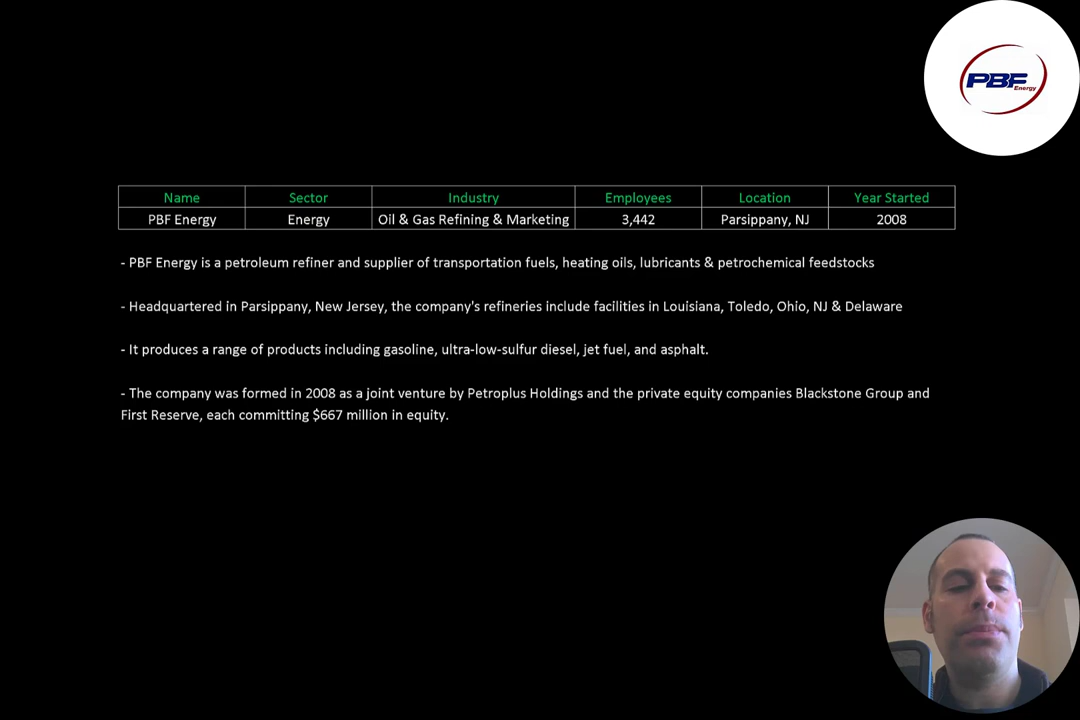 PBF
Energy
Name Sector Industry Employees Location Year Started
PBF Energy Energy Oil & Gas Refining & Marketing 3,442 Parsippany, NJ 2008
- PBF Energy is a petroleum refiner and supplier of transportation fuels, heating oils, lubricants & petrochemical feedstocks
- Headquartered in Parsippany, New Jersey, the company's refineries include facilities in Louisiana, Toledo, Ohio, NJ & Delaware
- It produces a range of products including gasoline, ultra-low-sulfur diesel, jet fuel, and asphalt.
- The company was formed in 2008 as a joint venture by Petroplus Holdings and the private equity companies Blackstone Group and
First Reserve, each committing $667 million in equity.